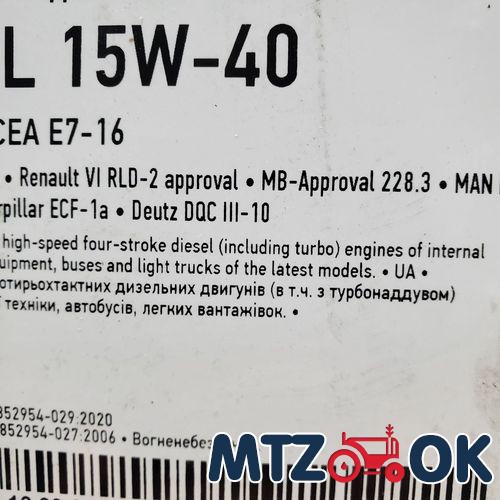 L 15W-40
CEA E7-16
• Renault VI RLD-2 approval • MB-Approval 228.3 • MAN
rpillar ECF-1a • Deutz DQC III-10
high-speed four-stroke diesel (including turbo) engines of internal
uipment, buses and light trucks of the latest models. • UA •
отирьохтактних дизельних двигунів (в т.ч. з турбонаддувом)
техніки, автобусів, легких вантажівок. •
852954-029:2020
852954-027:2006 • Вогненебез
MTZ OK